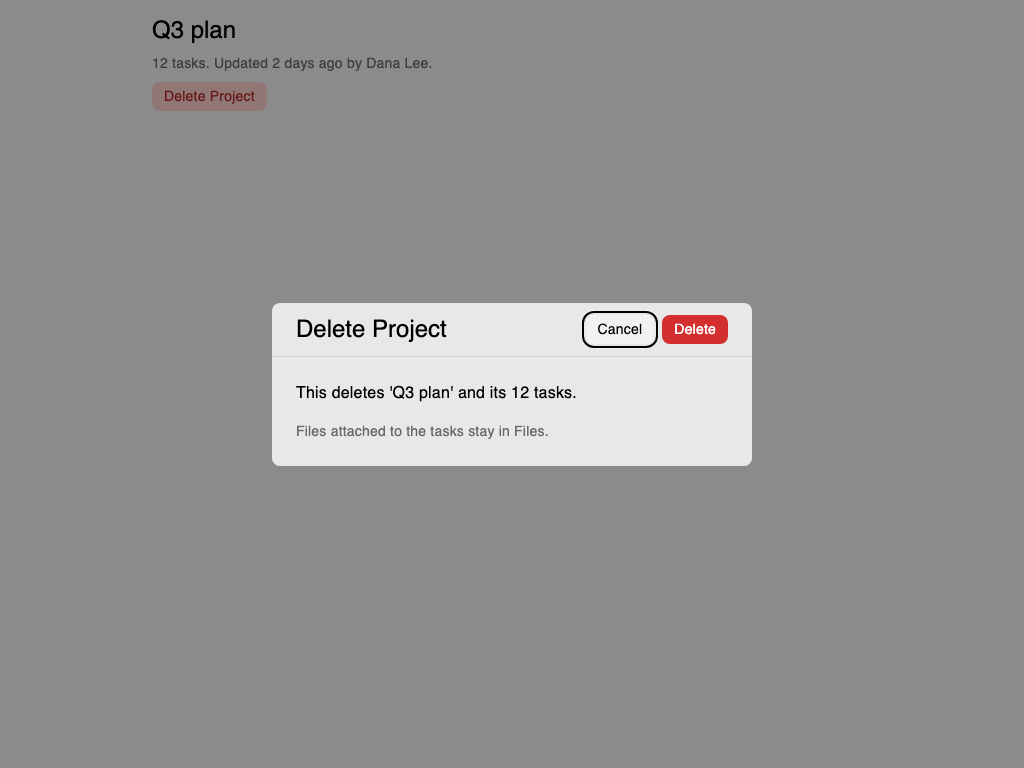 Q3 plan
12 tasks. Updated 2 days ago by Dana Lee.
Delete Project
Delete Project
Cancel
Delete
This deletes 'Q3 plan' and its 12 tasks.
Files attached to the tasks stay in Files.